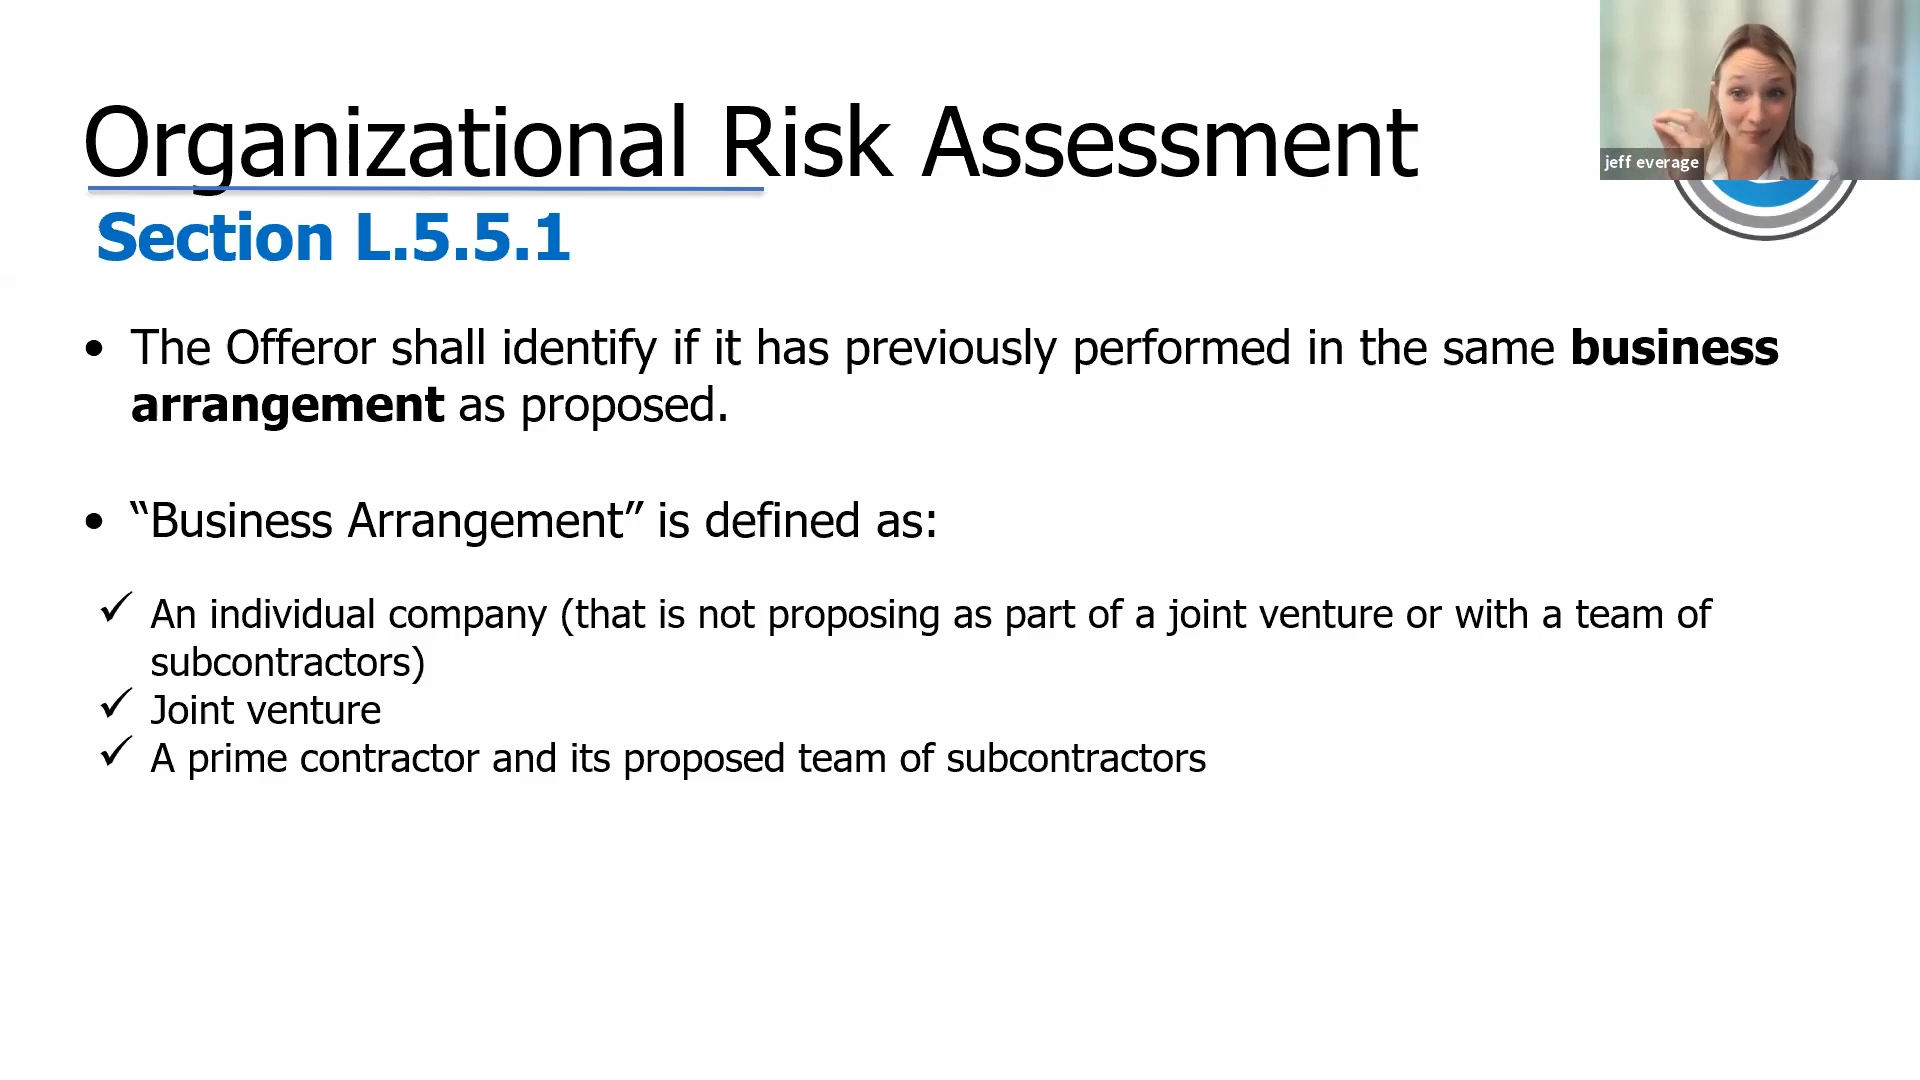 Organizational Risk Assessment
jeff everage
Section L.5.5.1
• The Offeror shall identify if it has previously performed in the same business
arrangement as proposed.
• “Business Arrangement” is defined as:
✓ An individual company (that is not proposing as part of a joint venture or with a team of
subcontractors)
✓ Joint venture
✓ A prime contractor and its proposed team of subcontractors